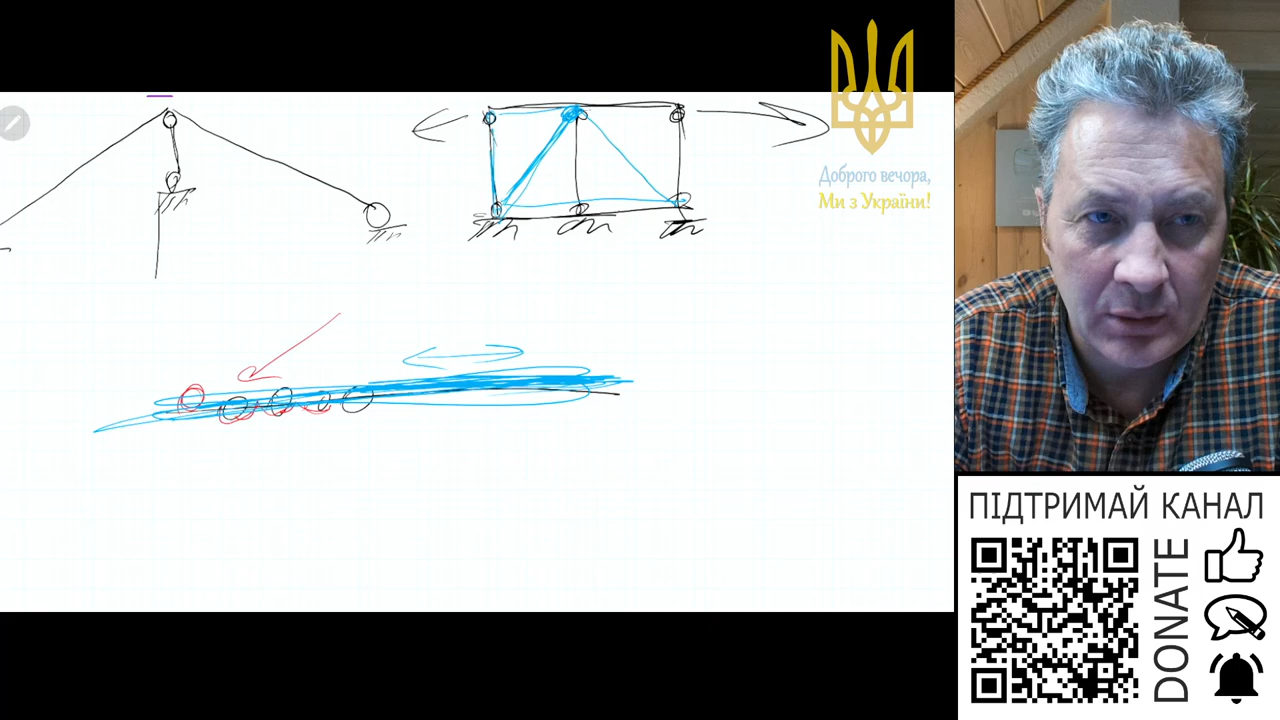 Доброго вечора,
Ми з України!
ПІДТРИМАЙ КАНАЛ
DONATE